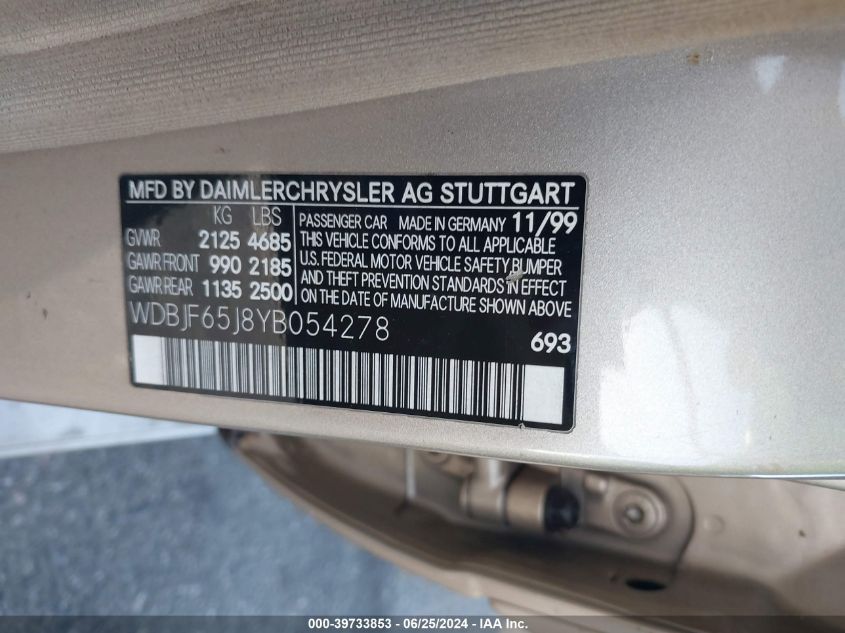 MFD BY DAIMLERCHRYSLER AG STUTTGART
KG LBS
GVWR 2125 4685
GAWR FRONT 990 2185
GAWR REAR 1135 2500
PASSENGER CAR MADE IN GERMANY 11/99
THIS VEHICLE CONFORMS TO ALL APPLICABLE
U.S. FEDERAL MOTOR VEHICLE SAFETY, BUMPER
AND THEFT PREVENTION STANDARDS IN EFFECT
ON THE DATE OF MANUFACTURE SHOWN ABOVE
WDBJF65J8YB054278
693
000-39733853 / 06/25/2024 / IAA, Inc.